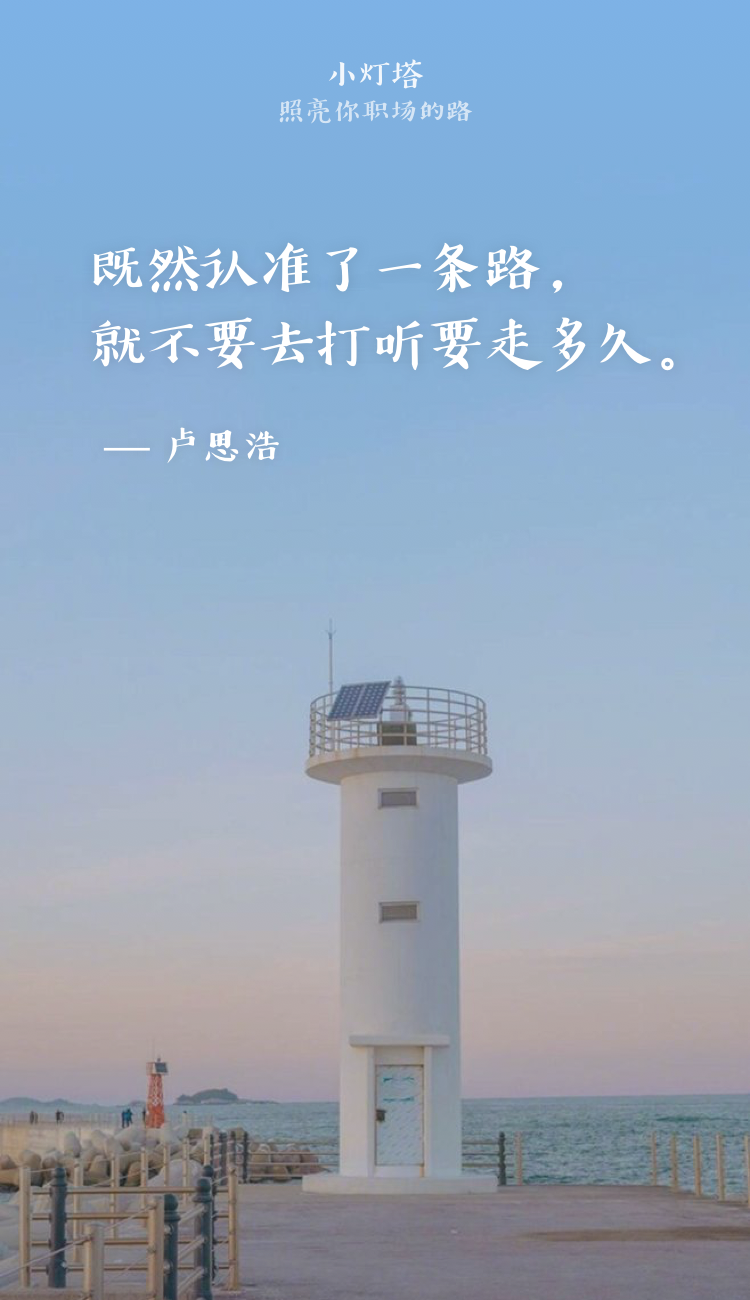 小灯塔
照亮你职场的路
既然认准了一条路，
就不要去打听要走多久。
— 卢思浩